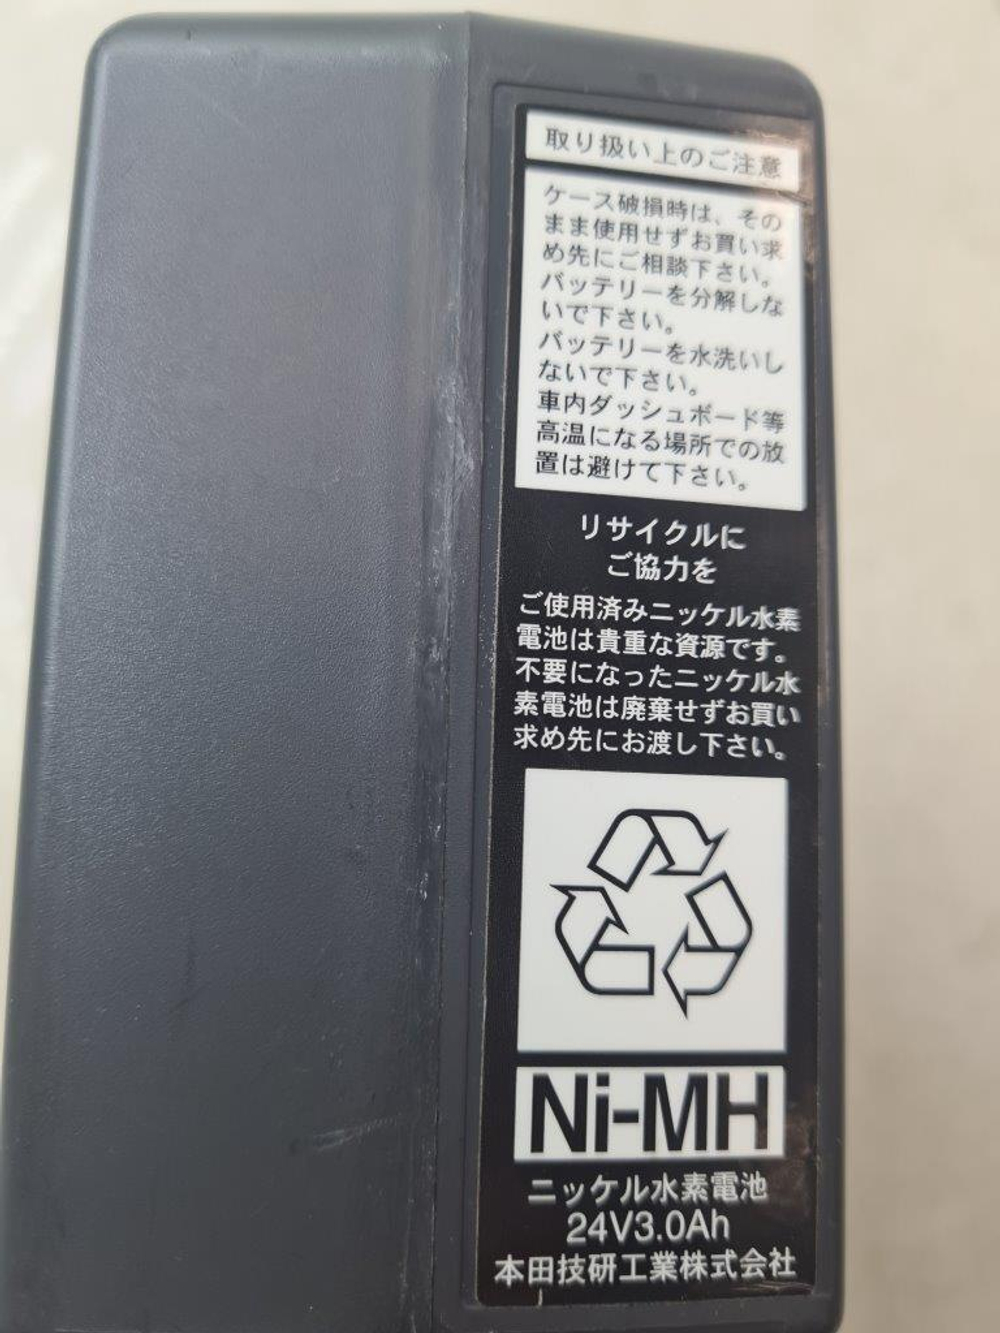 取り扱い上のご注意
ケース破損時は、その
まま使用せずお買い求
め先にご相談下さい。
バッテリーを分解しな
いで下さい。
バッテリーを水洗いし
ないで下さい。
車内ダッシュボード等
高温になる場所での放
置は避けて下さい。
リサイクルに
ご協力を
ご使用済みニッケル水素
電池は貴重な資源です。
不要になったニッケル水
素電池は廃棄せずお買い
求め先にお渡し下さい。
Ni-MH
ニッケル水素電池
24V3.0Ah
本田技研工業株式会社